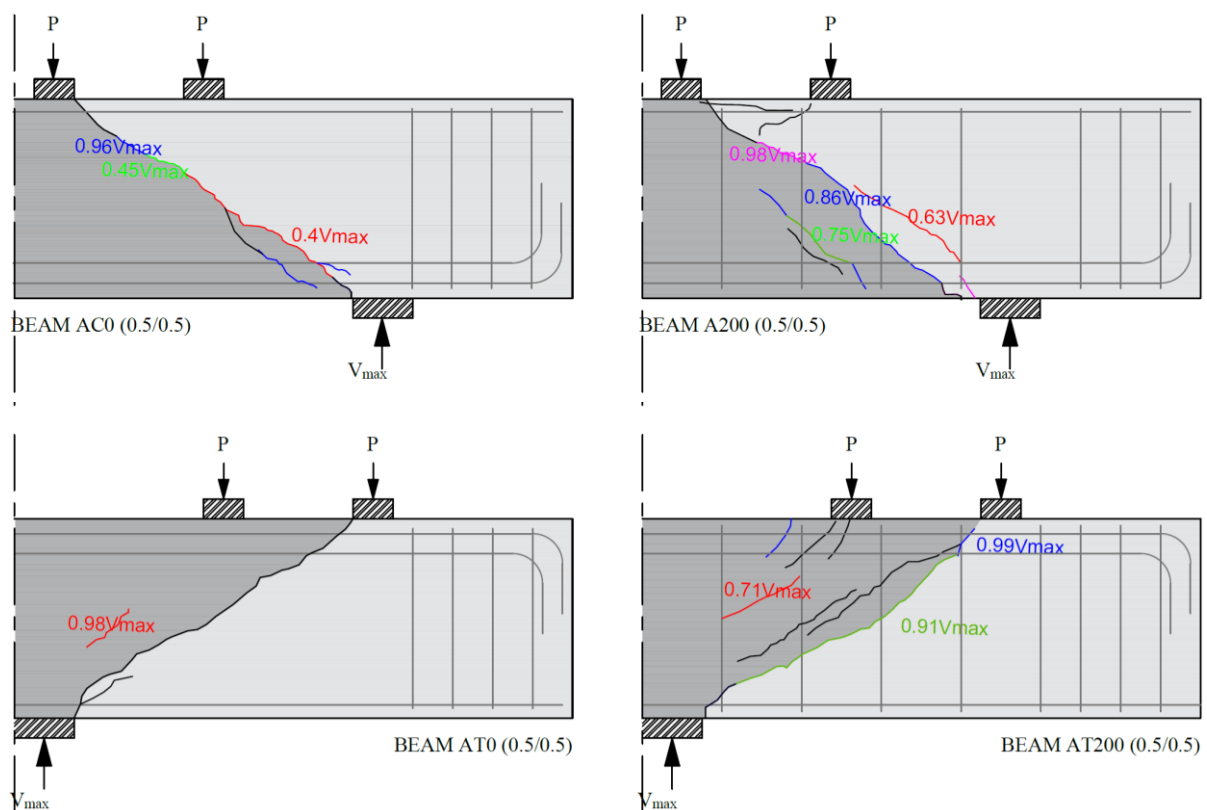 P P
0.96Vmax
0.45Vmax
0.4Vmax
BEAM AC0 (0.5/0.5)
Vmax
P P
0.98Vmax
0.86Vmax
0.63Vmax
0.75Vmax
BEAM A200 (0.5/0.5)
Vmax
P P
0.98Vmax
BEAM AT0 (0.5/0.5)
Vmax
P P
0.99Vmax
0.71Vmax
0.91Vmax
BEAM AT200 (0.5/0.5)
Vmax